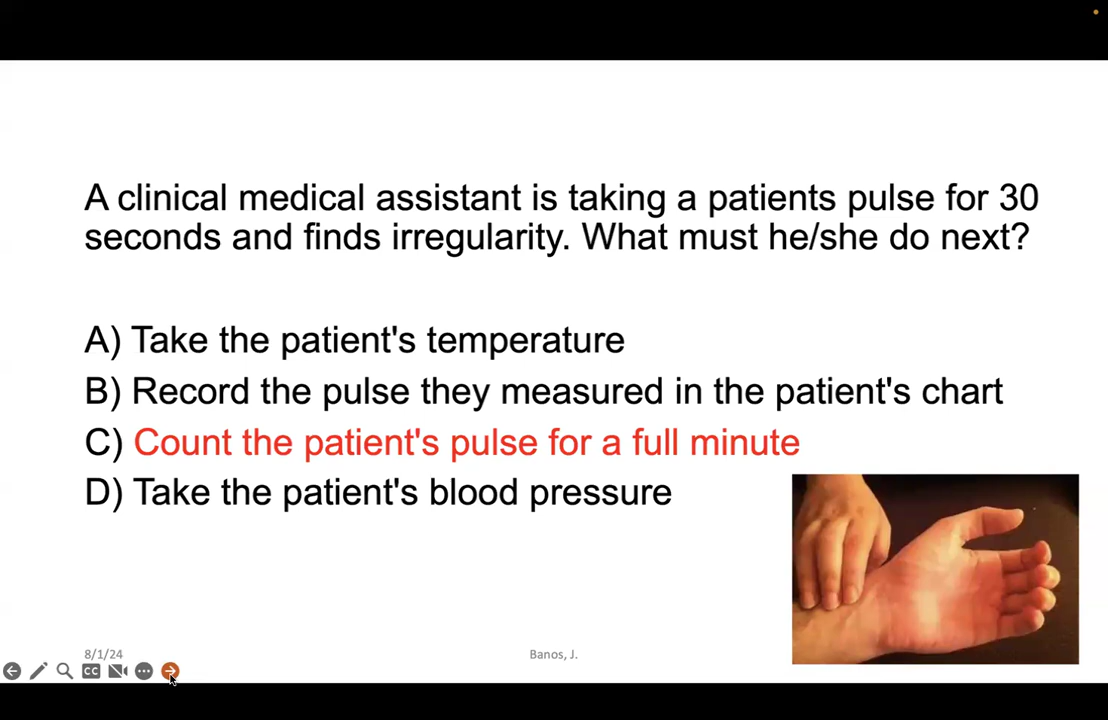 A clinical medical assistant is taking a patients pulse for 30
seconds and finds irregularity. What must he/she do next?
A) Take the patient's temperature
B) Record the pulse they measured in the patient's chart
C) Count the patient's pulse for a full minute
D) Take the patient's blood pressure
8/1/24
Banos, J.
CC